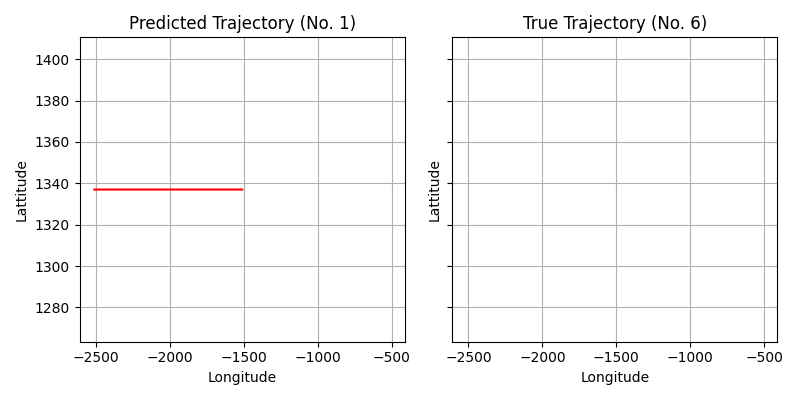 Predicted Trajectory (No. 1)
Lattitude
1400
1380
1360
1340
1320
1300
1280
−2500 −2000 −1500 −1000 −500
Longitude
True Trajectory (No. 6)
Lattitude
−2500 −2000 −1500 −1000 −500
Longitude